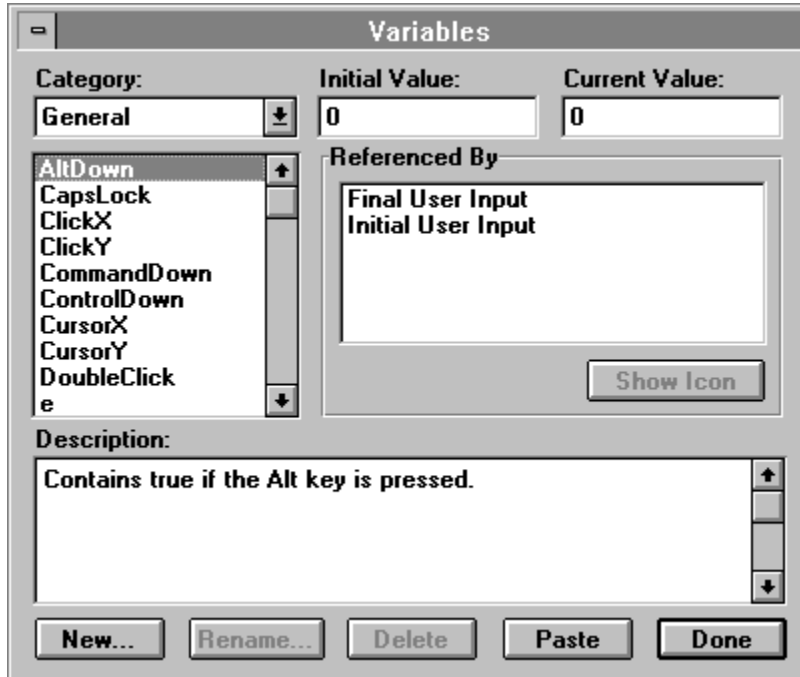 Variables
Category:
Initial Value:
Current Value:
General
0
0
AltDown
CapsLock
ClickX
ClickY
CommandDown
ControlDown
CursorX
CursorY
DoubleClick
e
Referenced By
Final User Input
Initial User Input
Show Icon
Description:
Contains true if the Alt key is pressed.
New...
Rename...
Delete
Paste
Done